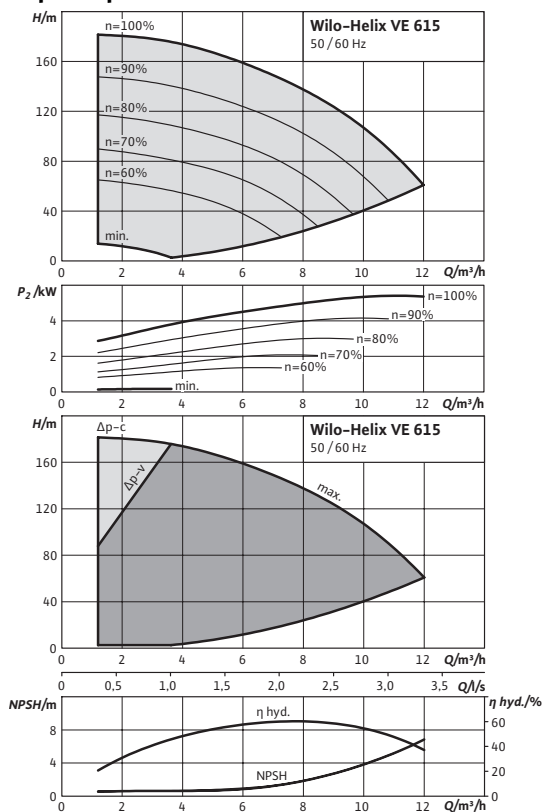 H/m
n=100%
Wilo-Helix VE 615
50 / 60 Hz
160
n=90%
120
n=80%
n=70%
80
n=60%
40
min.
0
0 2 4 6 8 10 12 Q/m³/h
P₂ /kW
n=100%
n=90%
4
n=80%
2
n=70%
n=60%
min.
0
0 2 4 6 8 10 12 Q/m³/h
H/m
Δp-c
Wilo-Helix VE 615
50 / 60 Hz
160
Δp-v
max.
120
80
40
0
0 2 4 6 8 10 12 Q/m³/h
0 0,5 1,0 1,5 2,0 2,5 3,0 3,5 Q/l/s
NPSH/m
η hyd./%
η hyd.
8
60
40
4
NPSH
20
0
0
0 2 4 6 8 10 12 Q/m³/h